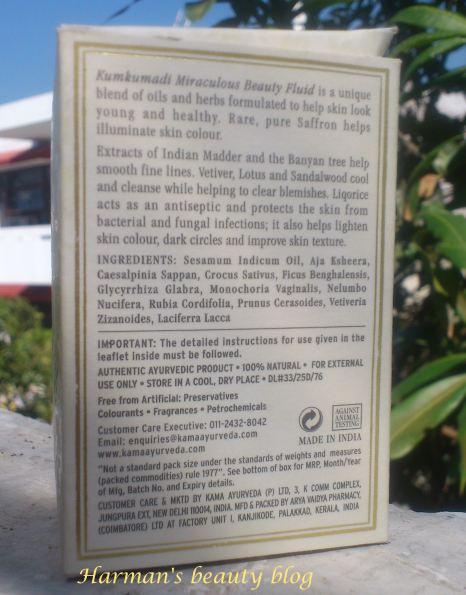 Kumkumadi Miraculous Beauty Fluid is a unique
blend of oils and herbs formulated to help skin look
young and healthy. Rare, pure Saffron helps
illuminate skin colour.
Extracts of Indian Madder and the Banyan tree help
smooth fine lines. Vetiver, Lotus and Sandalwood cool
and cleanse while helping to clear blemishes. Liqorice
acts as an antiseptic and protects the skin from
bacterial and fungal infections; it also helps lighten
skin colour, dark circles and improve skin texture.
INGREDIENTS: Sesamum Indicum Oil, Aja Ksheera,
Caesalpinia Sappan, Crocus Sativus, Ficus Benghalensis,
Glycyrrhiza Glabra, Monochoria Vaginalis, Nelumbo
Nucifera, Rubia Cordifolia, Prunus Cerasoides, Vetiveria
Zizanoides, Laciferra Lacca
IMPORTANT: The detailed instructions for use given in the
leaflet inside must be followed.
AUTHENTIC AYURVEDIC PRODUCT • 100% NATURAL • FOR EXTERNAL
USE ONLY • STORE IN A COOL, DRY PLACE • DL#33/25D/76
Free from Artificial: Preservatives
Colourants • Fragrances • Petrochemicals
Customer Care Executive: 011-2432-8042
Email: enquiries@kamaayurveda.com
www.kamaayurveda.com
AGAINST
ANIMAL
TESTING
MADE IN INDIA
"Not a standard pack size under the standards of weights and measures
(packed commodities) rule 1977". See bottom of box for MRP, Month/Year
of Mfg, Batch No. and Expiry details.
CUSTOMER CARE & MKTD BY KAMA AYURVEDA (P) LTD, 3, K COMM COMPLEX,
JUNGPURA EXT, NEW DELHI 110014, INDIA. MFD & PACKED BY ARYA VAIDYA PHARMACY,
(COIMBATORE) LTD AT FACTORY UNIT I, KANJIKODE, PALAKKAD, KERALA, INDIA
Harman's beauty blog